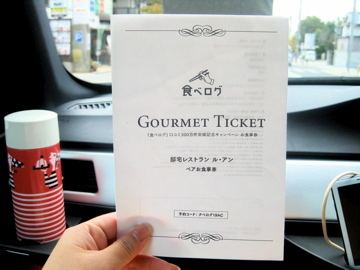 食べログ
GOURMET TICKET
「食べログ」口コミ500万件突破記念キャンペーン お食事券
邸宅レストラン ル・アン
ペアお食事券